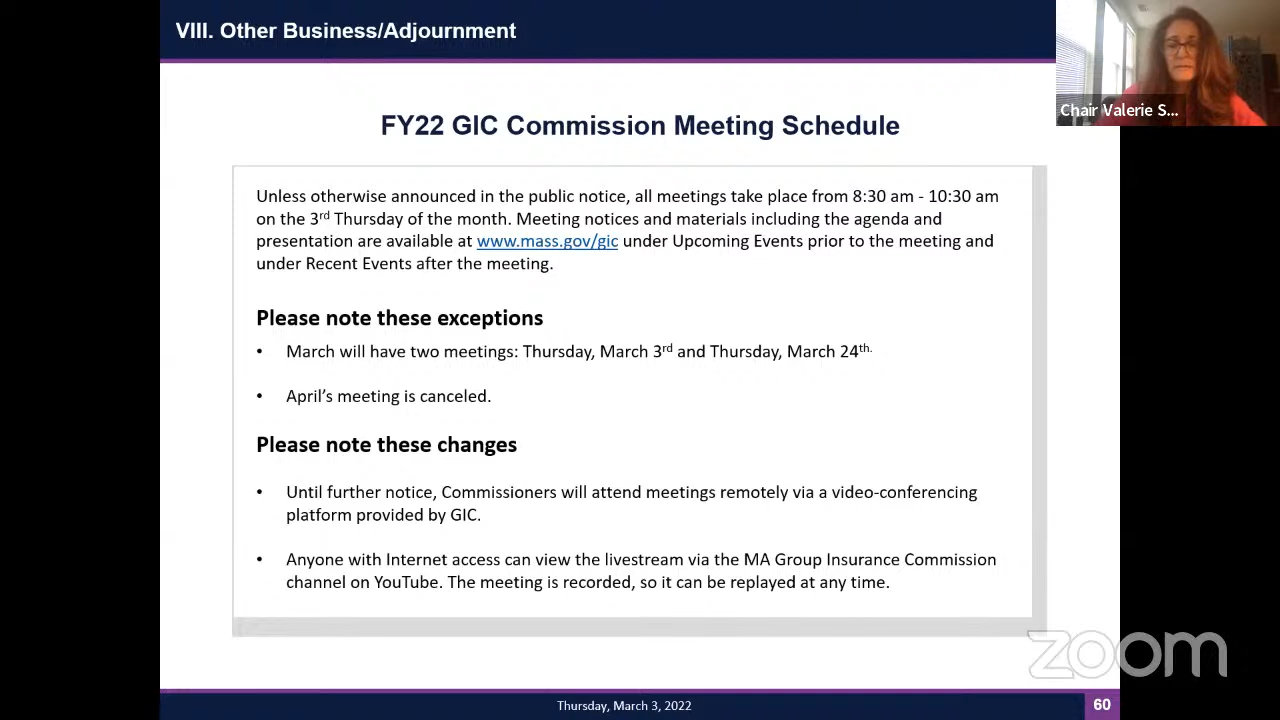 VIII. Other Business/Adjournment
Chair Valerie S...
FY22 GIC Commission Meeting Schedule
Unless otherwise announced in the public notice, all meetings take place from 8:30 am - 10:30 am
on the 3rd Thursday of the month. Meeting notices and materials including the agenda and
presentation are available at www.mass.gov/gic under Upcoming Events prior to the meeting and
under Recent Events after the meeting.
Please note these exceptions
• March will have two meetings: Thursday, March 3rd and Thursday, March 24th.
• April’s meeting is canceled.
Please note these changes
• Until further notice, Commissioners will attend meetings remotely via a video-conferencing
platform provided by GIC.
• Anyone with Internet access can view the livestream via the MA Group Insurance Commission
channel on YouTube. The meeting is recorded, so it can be replayed at any time.
zoom
Thursday, March 3, 2022
60